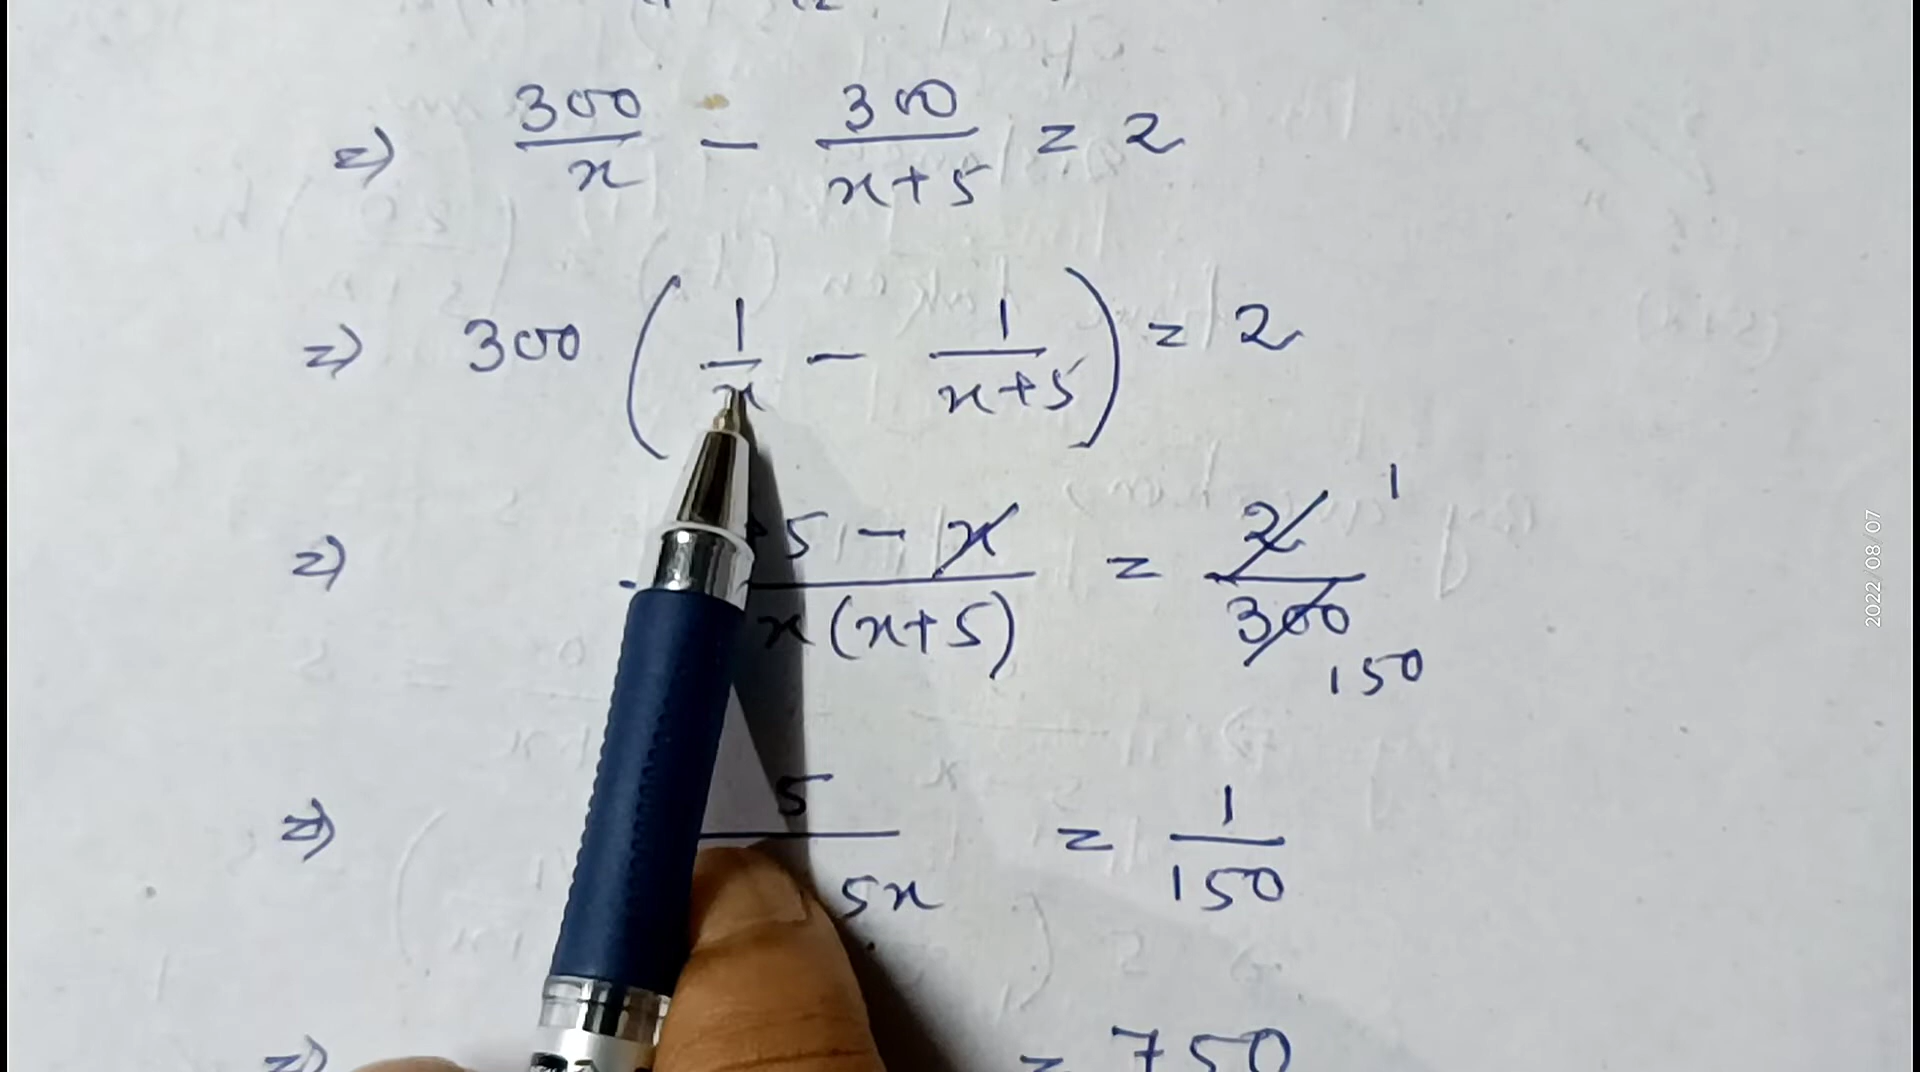 => 300/x - 300/(x+5) = 2
=> 300 ( 1/x - 1/(x+5) ) = 2
=> 5 - x / x(x+5) = 2/300 1 150
=> 5 / 5x = 1/150
=> = 750
2022/08/07